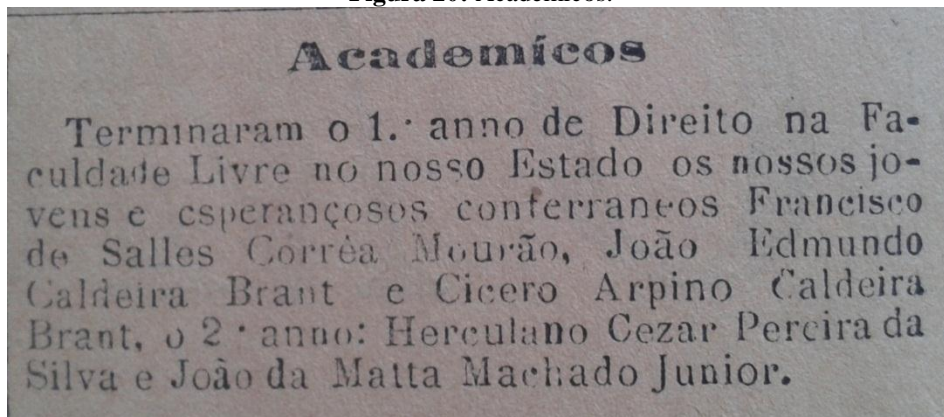 Academicos
Terminaram o 1.· anno de Direito na Fa-
culdade Livre no nosso Estado os nossos jo-
vens e esperançosos conterraneos Francisco
de Salles Corrêa Mourão, João Edmundo
Caldeira Brant e Cicero Arpino Caldeira
Brant, o 2· anno: Herculano Cezar Pereira da
Silva e João da Matta Machado Junior.